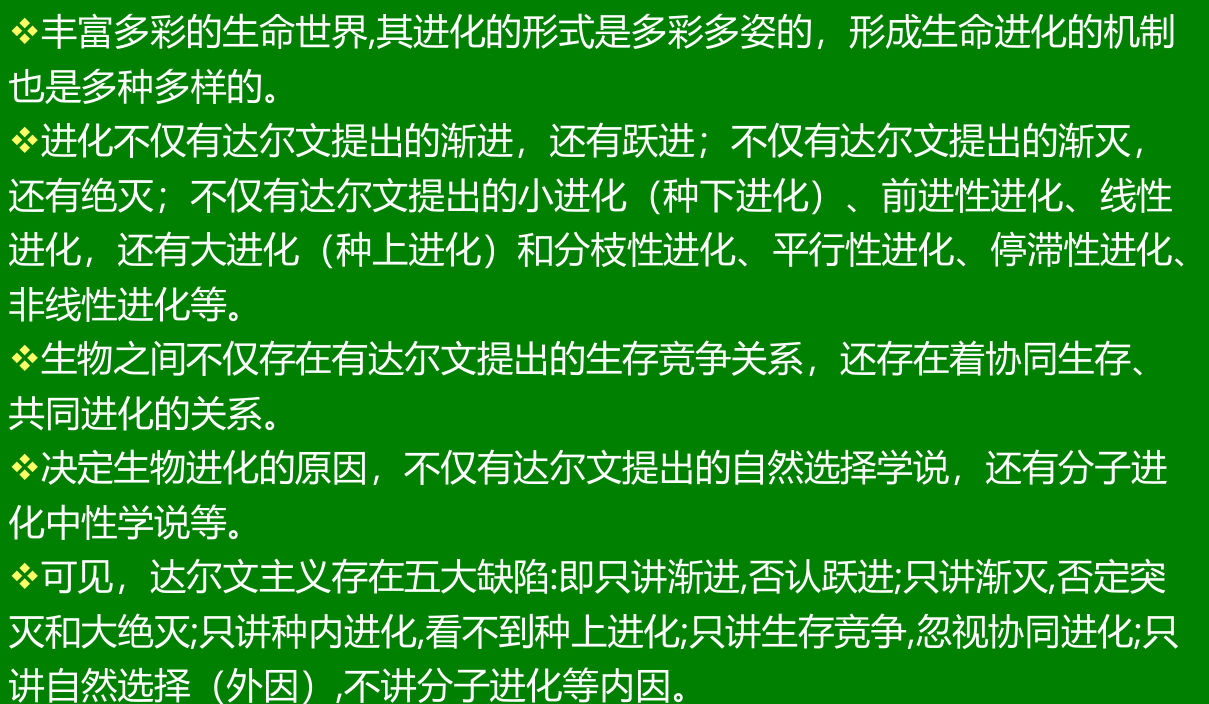 ❖丰富多彩的生命世界,其进化的形式是多彩多姿的，形成生命进化的机制
也是多种多样的。
❖进化不仅有达尔文提出的渐进，还有跃进；不仅有达尔文提出的渐灭，
还有绝灭；不仅有达尔文提出的小进化（种下进化）、前进性进化、线性
进化，还有大进化（种上进化）和分枝性进化、平行性进化、停滞性进化、
非线性进化等。
❖生物之间不仅存在有达尔文提出的生存竞争关系，还存在着协同生存、
共同进化的关系。
❖决定生物进化的原因，不仅有达尔文提出的自然选择学说，还有分子进
化中性学说等。
❖可见，达尔文主义存在五大缺陷:即只讲渐进,否认跃进;只讲渐灭,否定突
灭和大绝灭;只讲种内进化,看不到种上进化;只讲生存竞争,忽视协同进化;只
讲自然选择（外因）,不讲分子进化等内因。